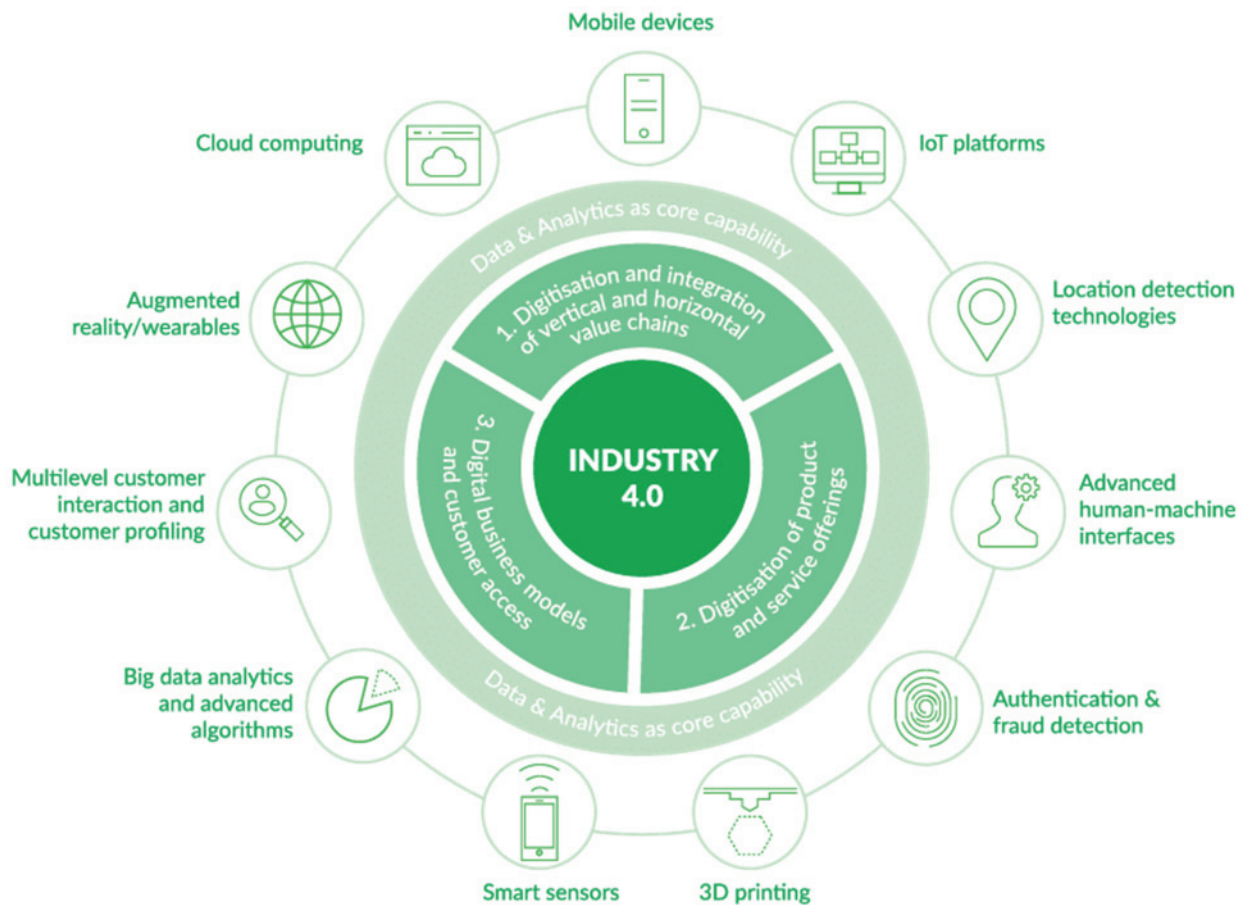 Mobile devices
Cloud computing
IoT platforms
Augmented
reality/wearables
Location detection
technologies
Multilevel customer
interaction and
customer profiling
Advanced
human-machine
interfaces
Big data analytics
and advanced
algorithms
Authentication &
fraud detection
Smart sensors
3D printing
Data & Analytics as core capability
1. Digitisation and integration
of vertical and horizontal
value chains
2. Digitisation of product
and service offerings
3. Digital business models
and customer access
INDUSTRY
4.0
Data & Analytics as core capability